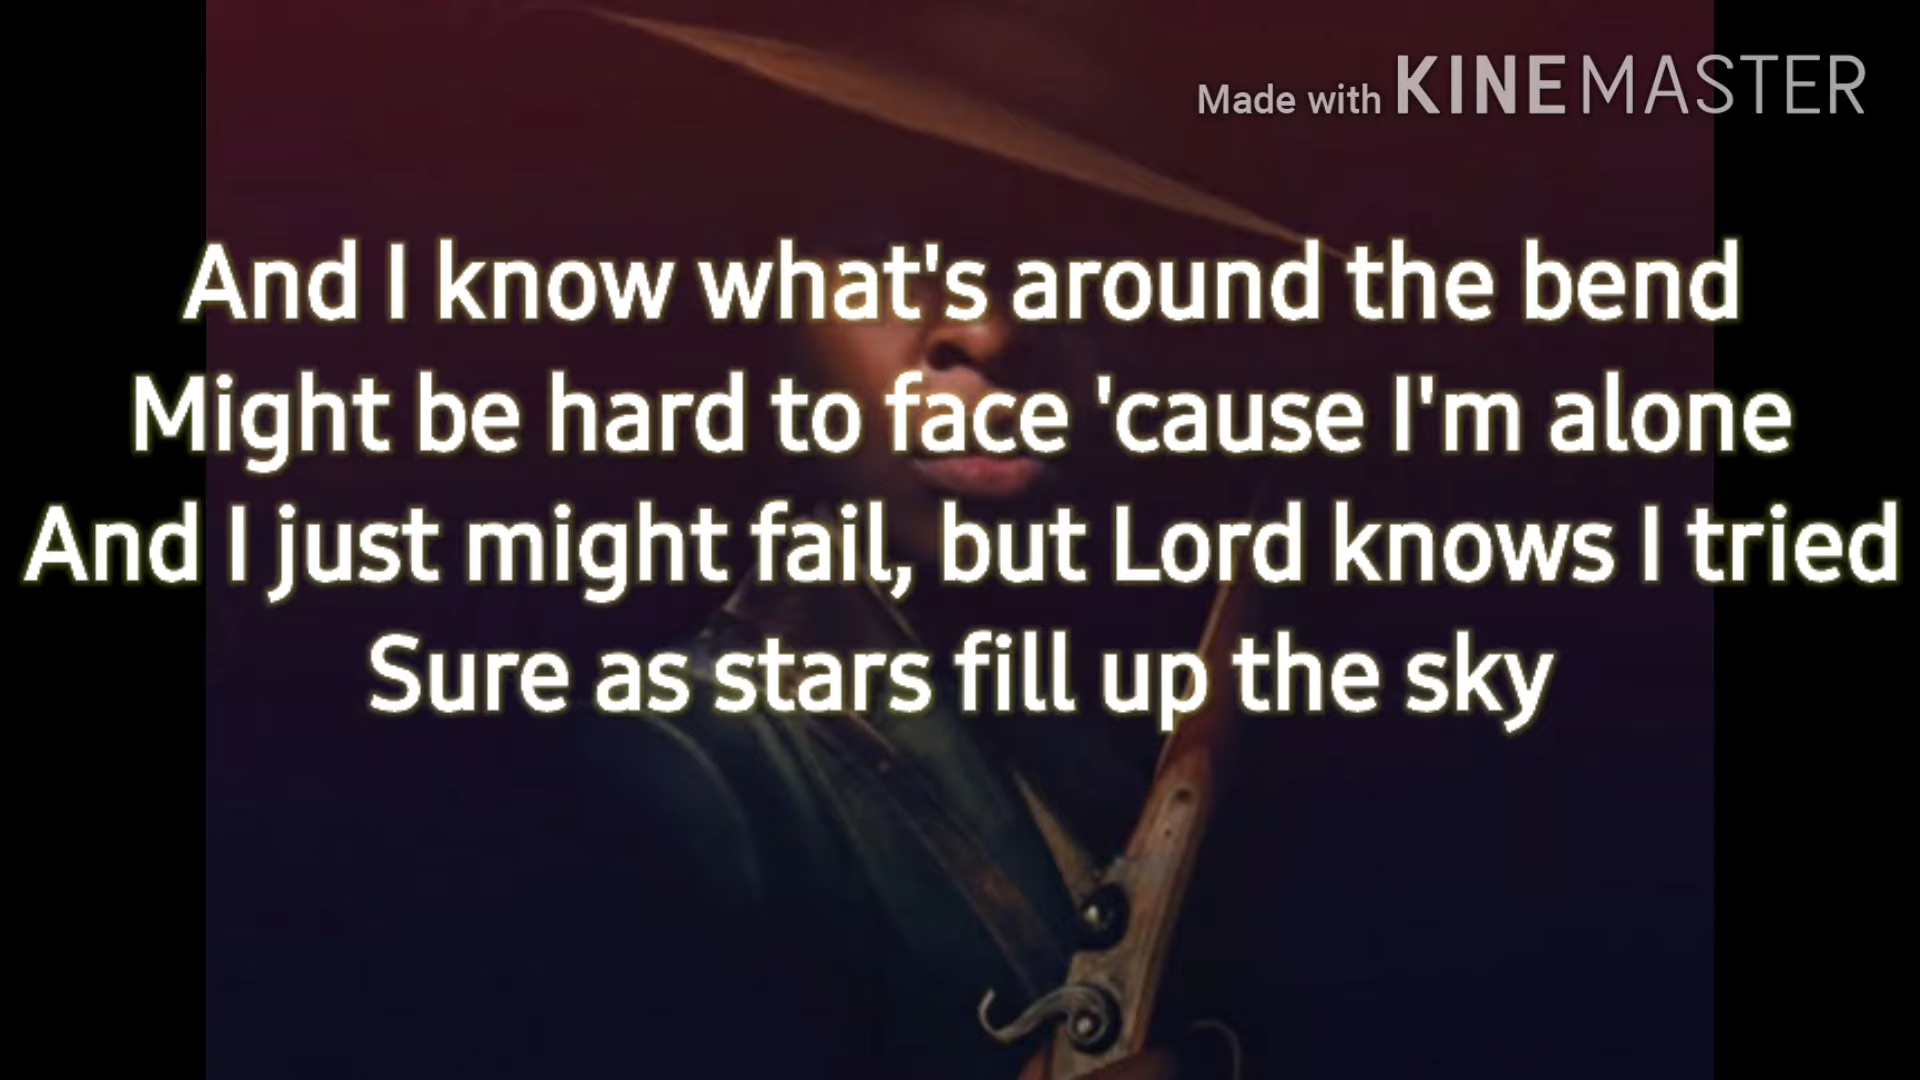 Made with KINEMASTER
And I know what's around the bend
Might be hard to face 'cause I'm alone
And I just might fail, but Lord knows I tried
Sure as stars fill up the sky